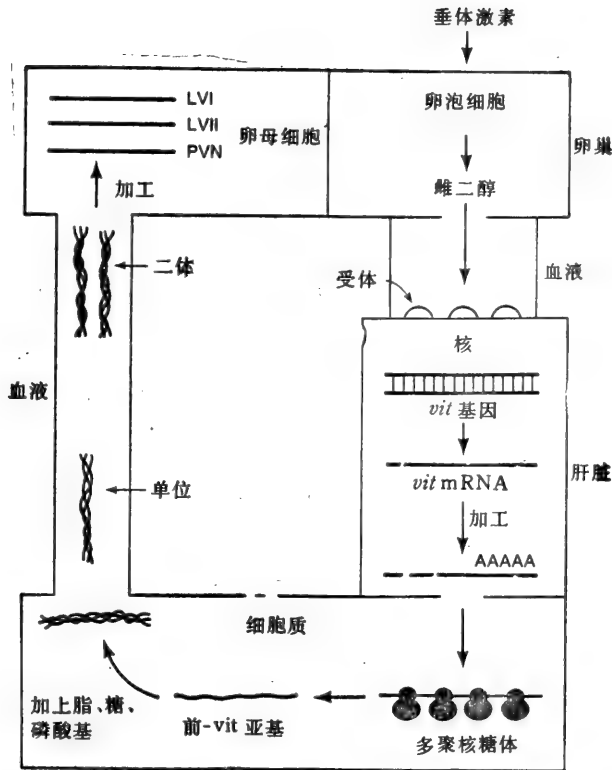 垂体激素
LVI
LVII
PVN
卵母细胞
卵泡细胞
卵巢
加工
雌二醇
二体
受体
血液
核
血液
vit 基因
单位
vit mRNA
肝脏
加工
AAAAA
细胞质
加上脂、糖、
磷酸基
前-vit 亚基
多聚核糖体